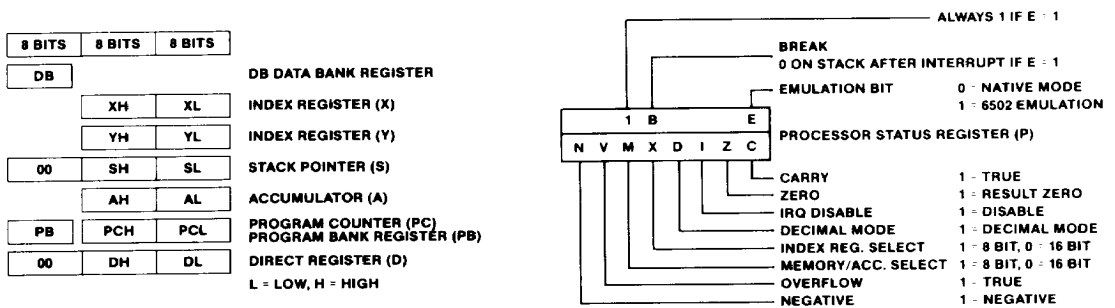 8 BITS 8 BITS 8 BITS
DB DB DATA BANK REGISTER
XH XL INDEX REGISTER (X)
YH YL INDEX REGISTER (Y)
00 SH SL STACK POINTER (S)
AH AL ACCUMULATOR (A)
PB PCH PCL PROGRAM COUNTER (PC)
PROGRAM BANK REGISTER (PB)
00 DH DL DIRECT REGISTER (D)
L = LOW, H = HIGH
ALWAYS 1 IF E = 1
BREAK
0 ON STACK AFTER INTERRUPT IF E = 1
EMULATION BIT 0 = NATIVE MODE
1 = 6502 EMULATION
1 B E
PROCESSOR STATUS REGISTER (P)
N V M X D I Z C
CARRY 1 = TRUE
ZERO 1 = RESULT ZERO
IRQ DISABLE 1 = DISABLE
DECIMAL MODE 1 = DECIMAL MODE
INDEX REG. SELECT 1 = 8 BIT, 0 = 16 BIT
MEMORY/ACC. SELECT 1 = 8 BIT, 0 = 16 BIT
OVERFLOW 1 = TRUE
NEGATIVE 1 = NEGATIVE